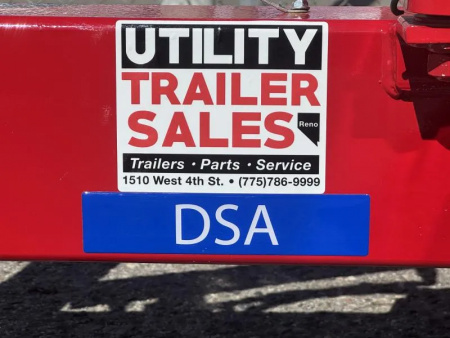 UTILITY
TRAILER
SALES
Reno
Trailers • Parts • Service
1510 West 4th St. • (775)786-9999
DSA